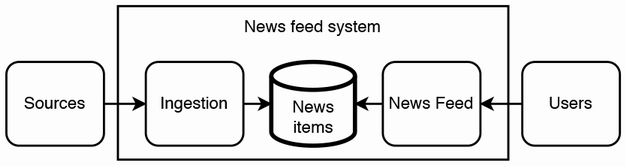 News feed system
Sources
Ingestion
News
items
News Feed
Users